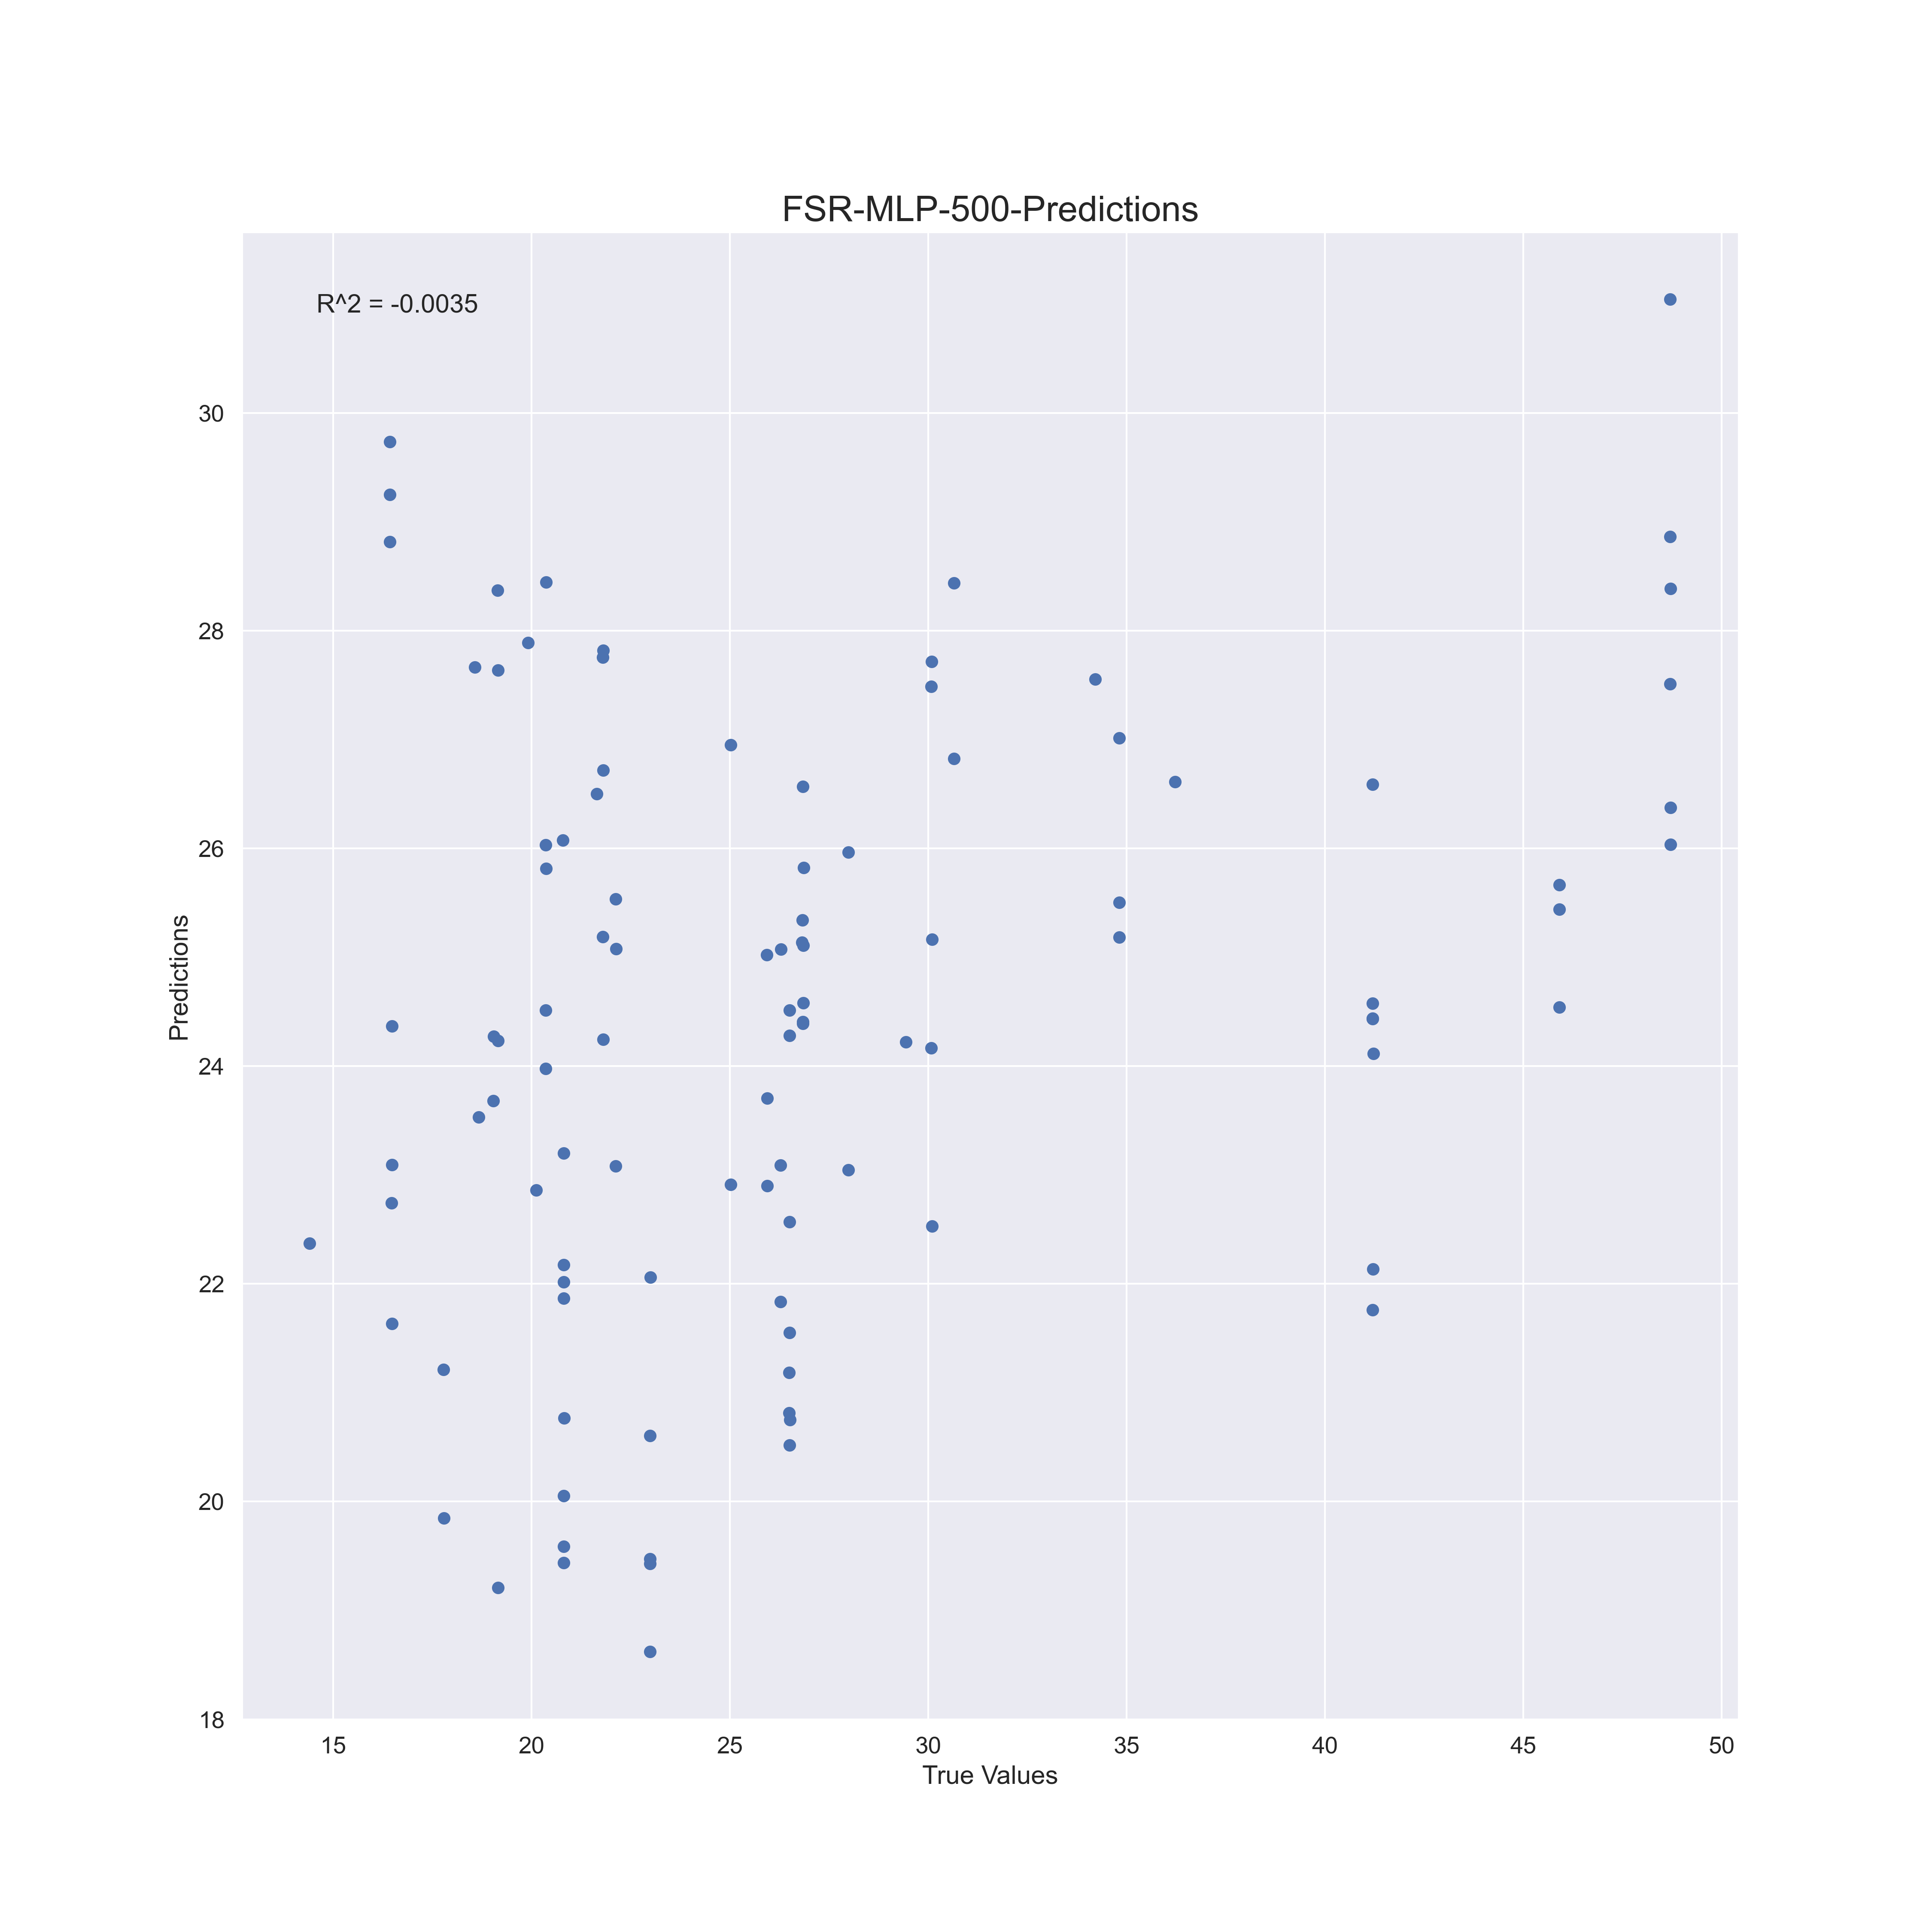 FSR-MLP-500-Predictions
R^2 = -0.0035
30
28
26
24
22
20
18
Predictions
15 20 25 30 35 40 45 50
True Values